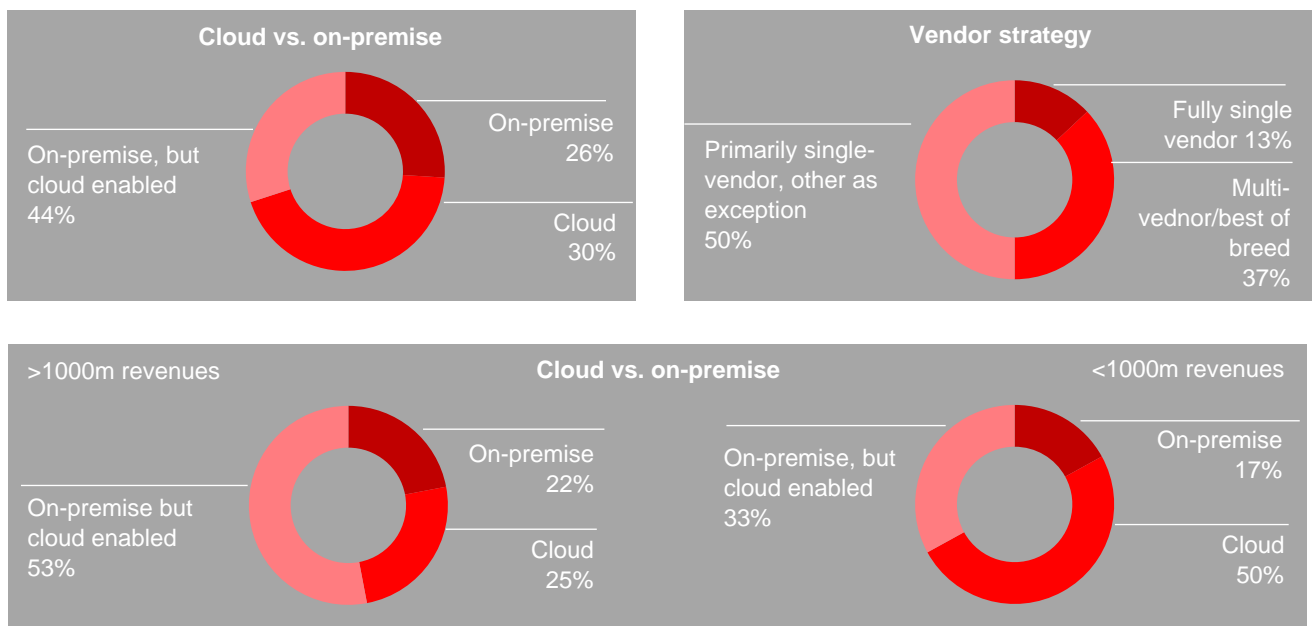 Cloud vs. on-premise
On-premise, but
cloud enabled
44%
On-premise
26%
Cloud
30%
Vendor strategy
Primarily single-
vendor, other as
exception
50%
Fully single
vendor 13%
Multi-
vednor/best of
breed
37%
>1000m revenues
Cloud vs. on-premise
<1000m revenues
On-premise but
cloud enabled
53%
On-premise
22%
Cloud
25%
On-premise, but
cloud enabled
33%
On-premise
17%
Cloud
50%